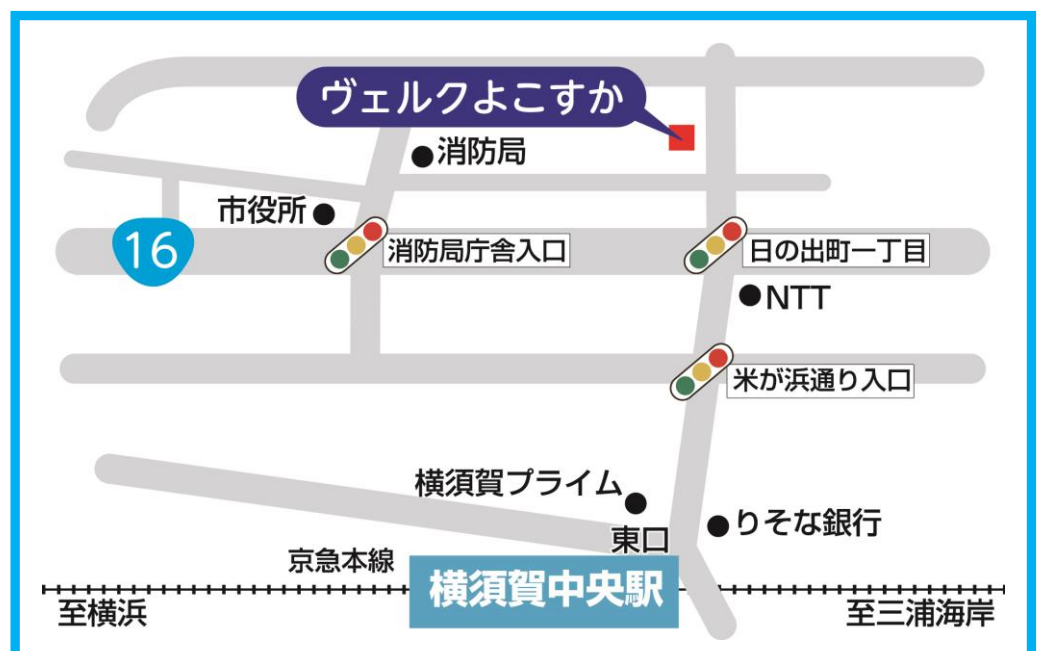 ヴェルクよこすか
消防局
市役所
16
消防局庁舎入口
日の出町一丁目
NTT
米が浜通り入口
横須賀プライム
東口
りそな銀行
京急本線
横須賀中央駅
至横浜
至三浦海岸